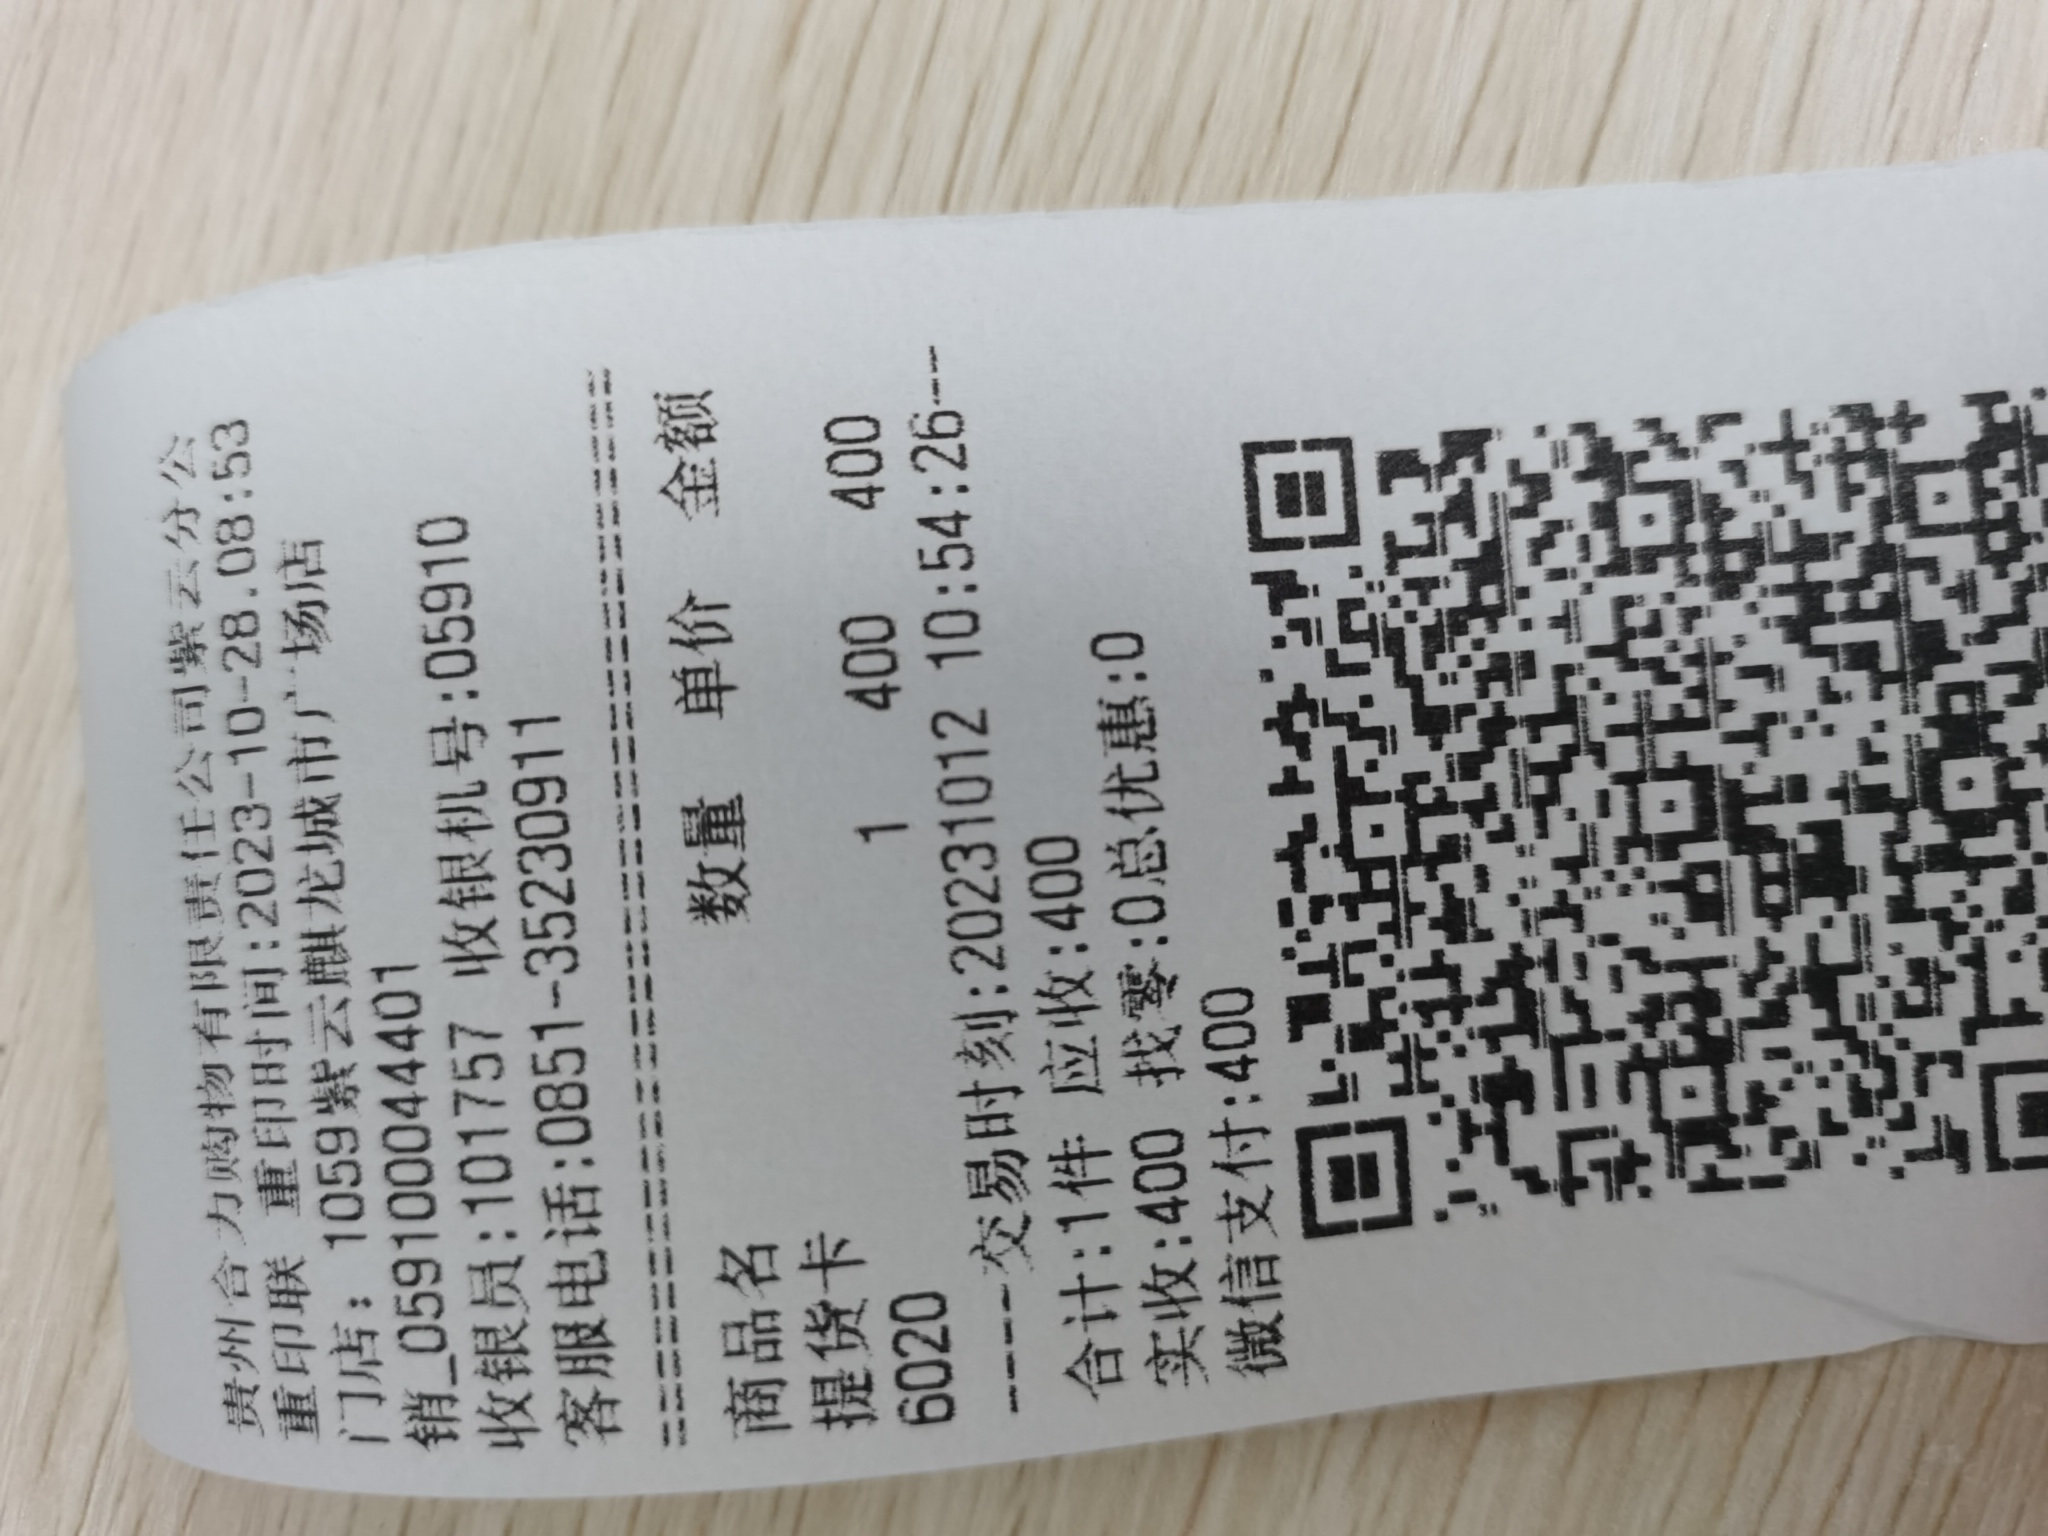 贵州合力购物有限责任公司紫云分公
重印联 重印时间:2023-10-28.08:53
门店: 1059紫云麒龙城市广场店
销_059100044401
收银员:101757 收银机号:05910
客服电话:0851-35230911
商品名 数量 单价 金额
提货卡
6020 1 400 400
交易时刻:20231012 10:54:26
合计:1件 应收:400
实收:400 找零:0总优惠:0
微信支付:400